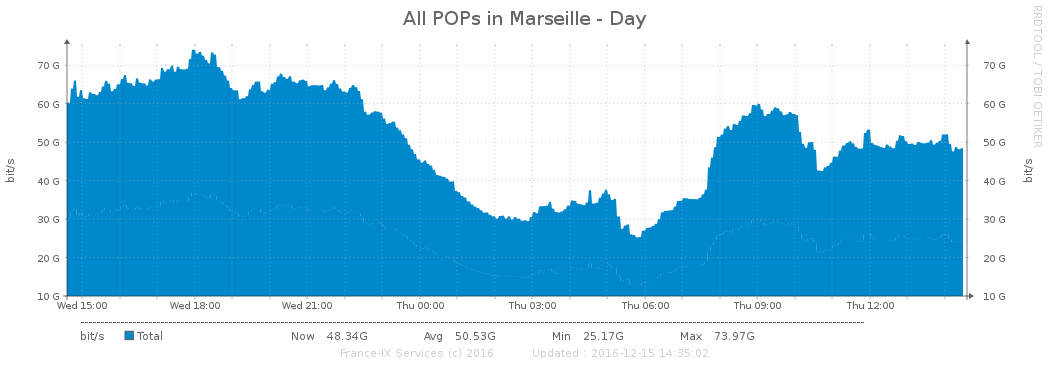 All POPs in Marseille - Day
RRDTOOL / TOBI OETIKER
bit/s
bit/s
70 G 70 G
60 G 60 G
50 G 50 G
40 G 40 G
30 G 30 G
20 G 20 G
10 G 10 G
Wed 15:00 Wed 18:00 Wed 21:00 Thu 00:00 Thu 03:00 Thu 06:00 Thu 09:00 Thu 12:00
bit/s Total Now 48.34G Avg 50.53G Min 25.17G Max 73.97G
France-IX Services (c) 2016 Updated : 2016-12-15 14:35:02